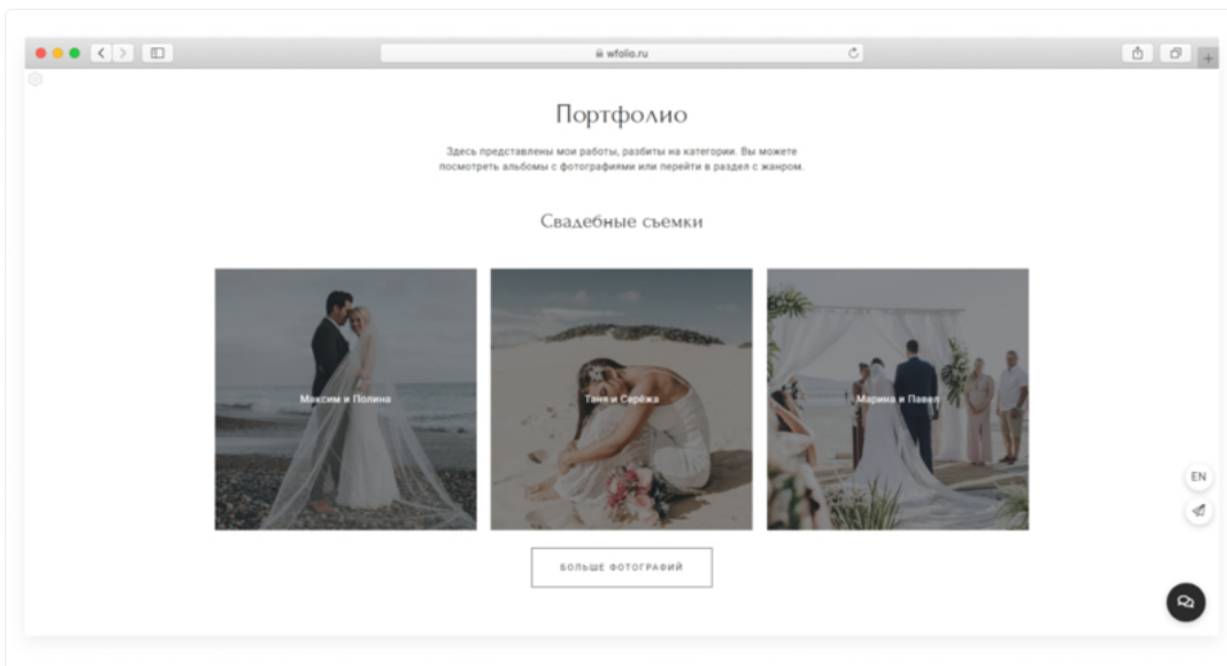 wfolio.ru
Портфолио
Здесь представлены мои работы, разбиты на категории. Вы можете
посмотреть альбомы с фотографиями или перейти в раздел с жанром.
Свадебные съемки
Максим и Полина
Таня и Серёжа
Марина и Павел
EN
БОЛЬШЕ ФОТОГРАФИЙ